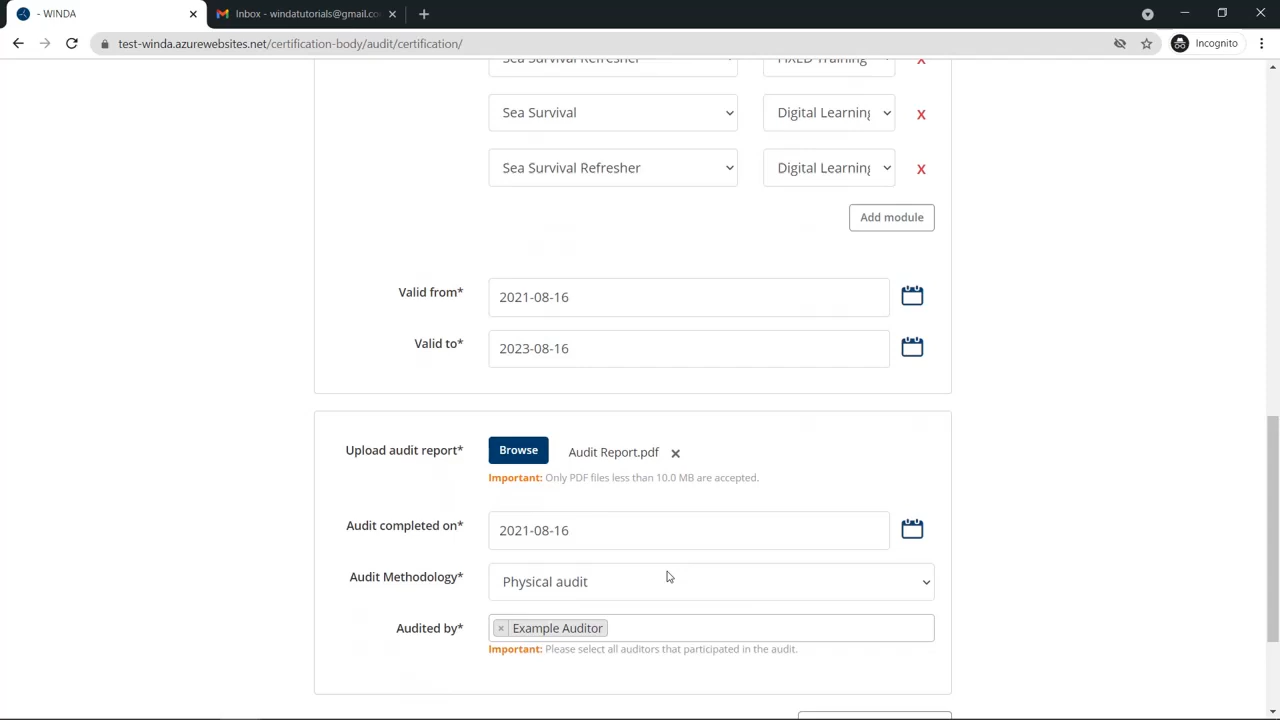 - WINDA
Inbox - windatutorials@gmail.co
Incognito
test-winda.azurewebsites.net/certification-body/audit/certification/
Sea Survival Refresher
Training
X
Sea Survival
Digital Learning
X
Sea Survival Refresher
Digital Learning
X
Add module
Valid from*
2021-08-16
Valid to*
2023-08-16
Upload audit report*
Browse
Audit Report.pdf
Important: Only PDF files less than 10.0 MB are accepted.
Audit completed on*
2021-08-16
Audit Methodology*
Physical audit
Audited by*
× Example Auditor
Important: Please select all auditors that participated in the audit.